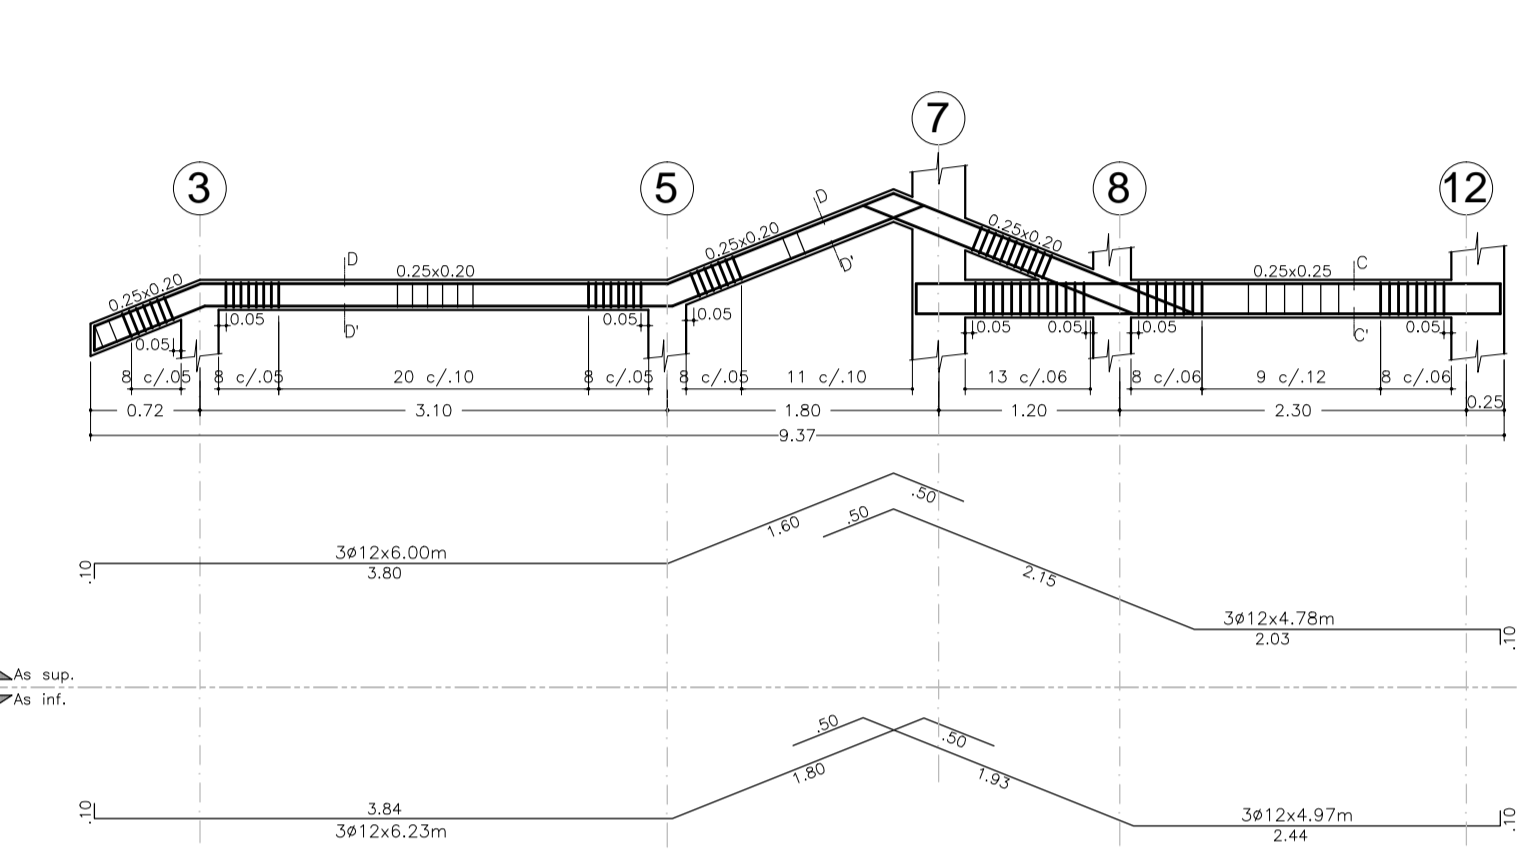 7
3
5
8
12
D
D
0.25x0.20
0.25x0.20
0.25x0.20
0.25x0.20
0.25x0.25
C
D'
0.05
0.05
0.05
D'
0.05
0.05
0.05
0.05
0.05
C'
0.05
8 c/.05
8 c/.05
20 c/.10
8 c/.05
8 c/.05
11 c/.10
13 c/.06
8 c/.06
9 c/.12
8 c/.06
0.72
3.10
1.80
1.20
2.30
0.25
9.37
.50
.50
1.60
3ø12x6.00m
.10
3.80
2.15
3ø12x4.78m
2.03
.10
As sup.
As inf.
.50
.50
1.80
1.93
3.84
.10
3ø12x6.23m
3ø12x4.97m
2.44
.10